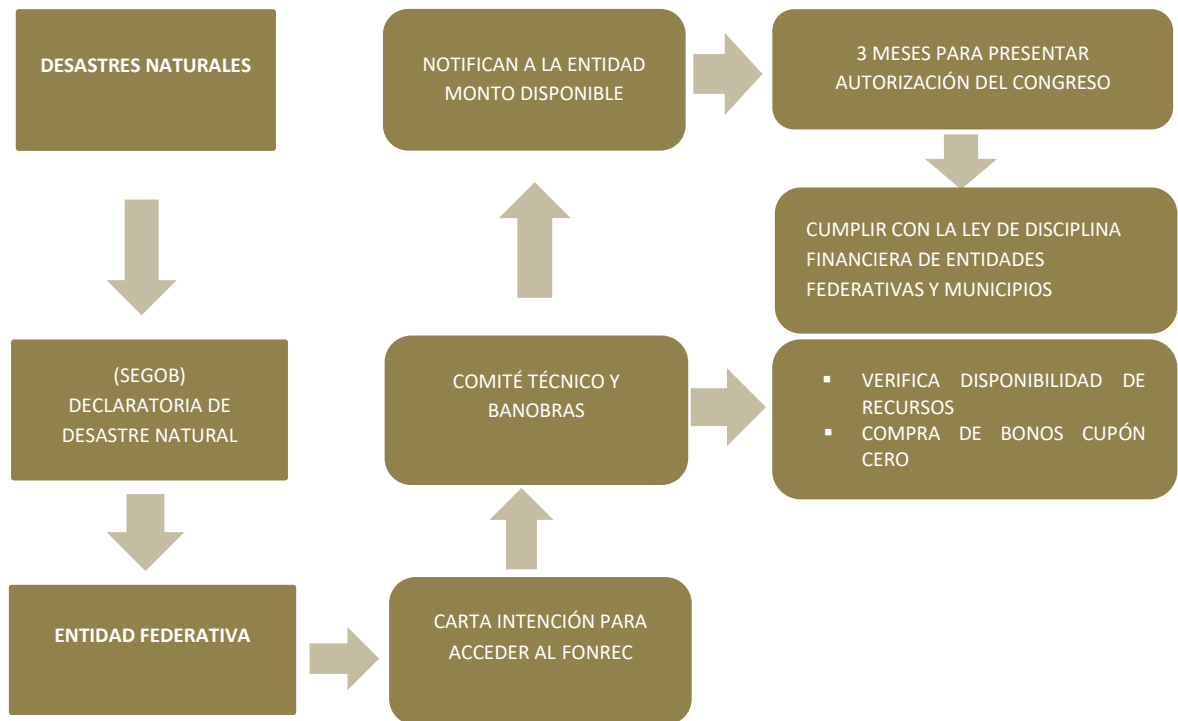 DESASTRES NATURALES
(SEGOB)
DECLARATORIA DE
DESASTRE NATURAL
ENTIDAD FEDERATIVA
CARTA INTENCIÓN PARA
ACCEDER AL FONREC
COMITÉ TÉCNICO Y
BANOBRAS
▪ VERIFICA DISPONIBILIDAD DE
RECURSOS
▪ COMPRA DE BONOS CUPÓN
CERO
NOTIFICAN A LA ENTIDAD
MONTO DISPONIBLE
3 MESES PARA PRESENTAR
AUTORIZACIÓN DEL CONGRESO
CUMPLIR CON LA LEY DE DISCIPLINA
FINANCIERA DE ENTIDADES
FEDERATIVAS Y MUNICIPIOS